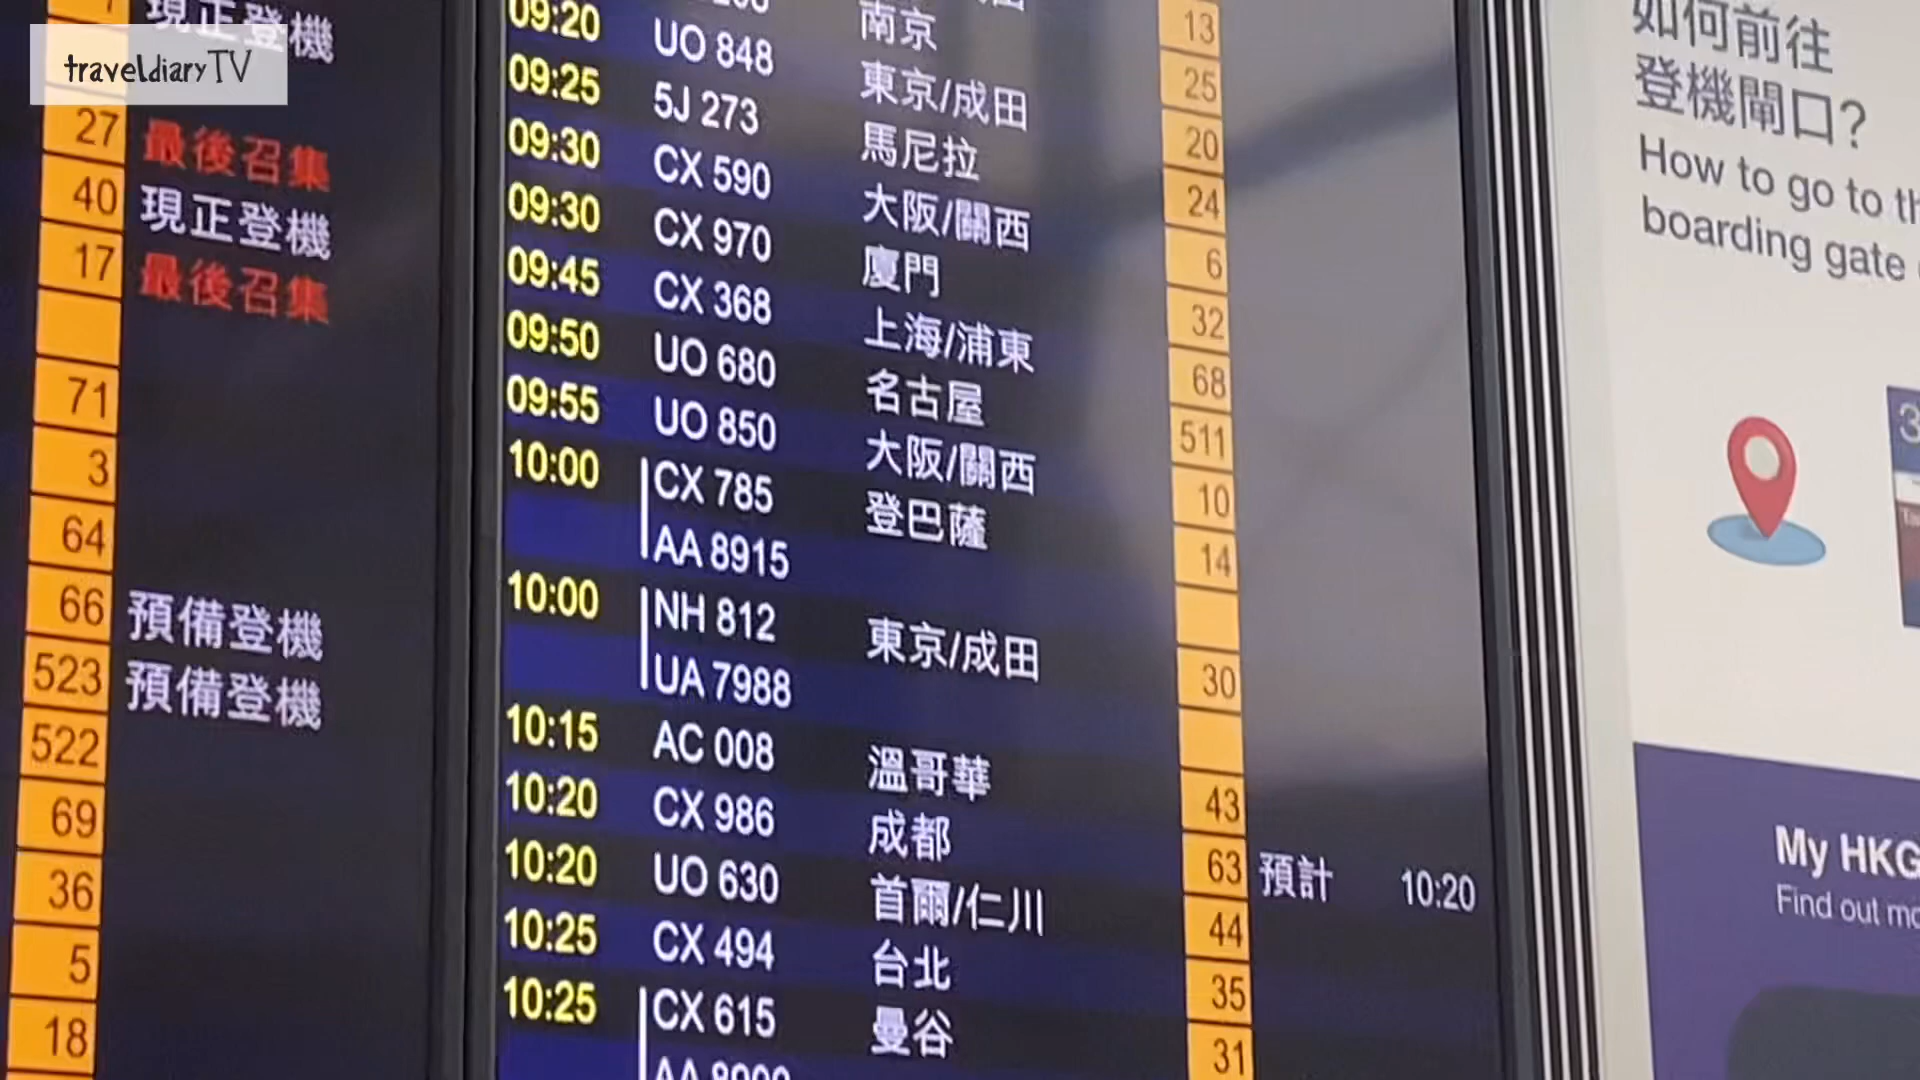 traveldiaryTV
現正登機
27 最後召集
40 現正登機
17 最後召集
71
3
64
66 預備登機
523 預備登機
522
69
36
5
18
13
南京 25
09:20 UO 848 東京/成田 20
09:25 5J 273 馬尼拉 24
09:30 CX 590 大阪/關西 6
09:30 CX 970 廈門 32
09:45 CX 368 上海/浦東 68
09:50 UO 680 名古屋 511
09:55 UO 850 大阪/關西 10
10:00 CX 785 登巴薩 14
AA 8915
10:00 NH 812 東京/成田 30
UA 7988
10:15 AC 008 溫哥華 43
10:20 CX 986 成都 63 預計 10:20
10:20 UO 630 首爾/仁川 44
10:25 CX 494 台北 35
10:25 CX 615 曼谷 31
如何前往
登機閘口?
How to go to
boarding gate
My HKG
Find out